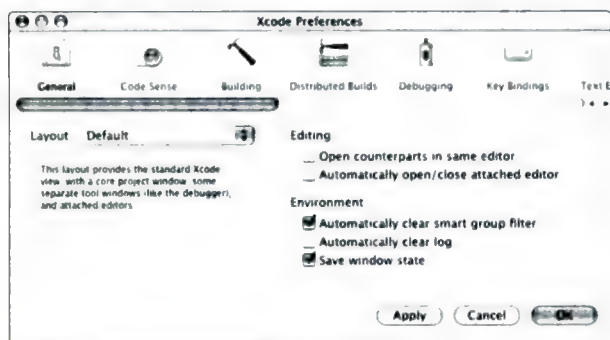 Xcode Preferences
General Code Sense Building Distributed Builds Debugging Key Bindings Text E
Layout Default
This layout provides the standard Xcode
view with a core project window, some
separate tool windows (like the debugger),
and attached editors
Editing
Open counterparts in same editor
Automatically open/close attached editor
Environment
Automatically clear smart group filter
Automatically clear log
Save window state
Apply Cancel OK